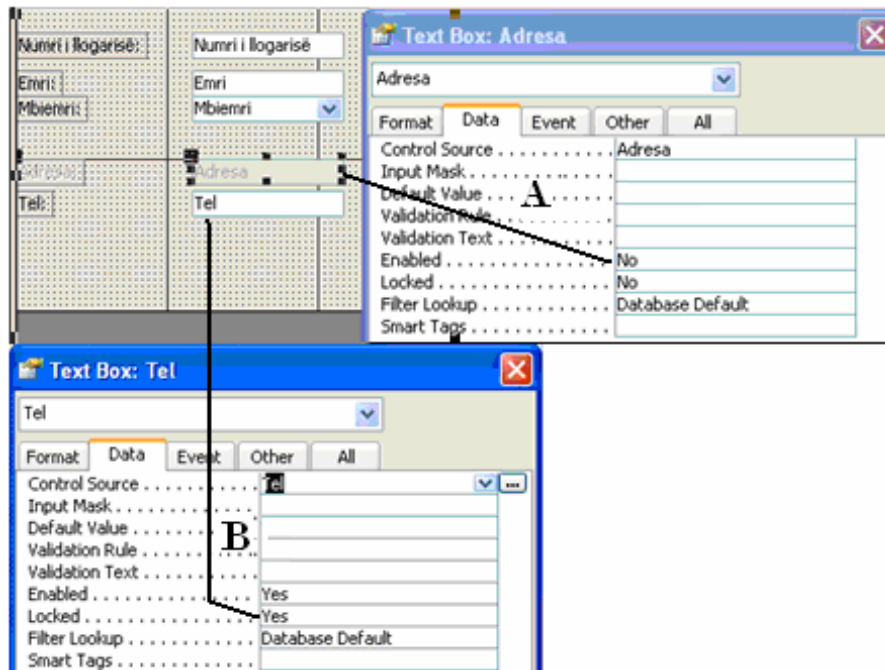 Numri i llogarisë: Numri i llogarisë
Emri: Emri
Mbiemri: Mbiemri
Adresa: Adresa
Tel: Tel
Text Box: Adresa
Adresa
Format Data Event Other All
Control Source . . . . . . . . . . . Adresa
Input Mask . . . . . . . . . . . . . .
Default Value . . . . . . . . . . . .
Validation Rule . . . . . . . . . . .
Validation Text . . . . . . . . . . .
Enabled . . . . . . . . . . . . . . . . No
Locked . . . . . . . . . . . . . . . . . No
Filter Lookup . . . . . . . . . . . . Database Default
Smart Tags . . . . . . . . . . . . . .
A
Text Box: Tel
Tel
Format Data Event Other All
Control Source . . . . . . . . . . . Tel ...
Input Mask . . . . . . . . . . . . . .
Default Value . . . . . . . . . . . .
Validation Rule . . . . . . . . . . .
Validation Text . . . . . . . . . . .
Enabled . . . . . . . . . . . . . . . . Yes
Locked . . . . . . . . . . . . . . . . . Yes
Filter Lookup . . . . . . . . . . . . Database Default
Smart Tags . . . . . . . . . . . . . .
B